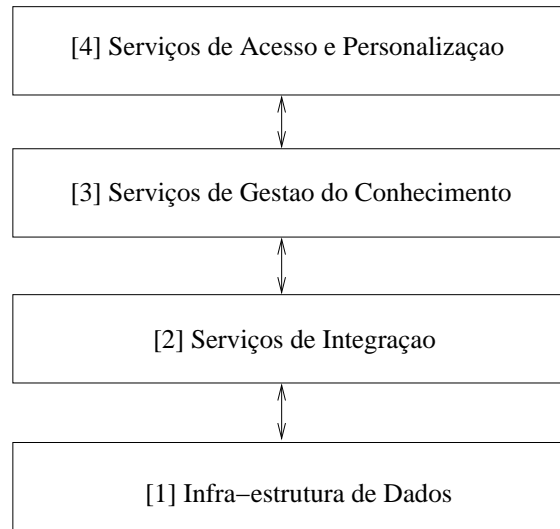 [4] Serviços de Acesso e Personalizaçao
[3] Serviços de Gestao do Conhecimento
[2] Serviços de Integraçao
[1] Infra−estrutura de Dados